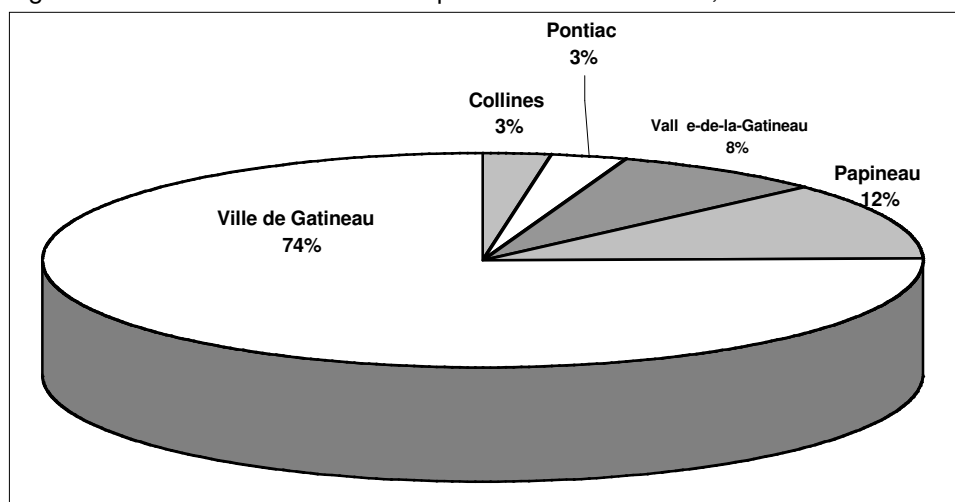 Pontiac
3%
Collines
3%
Vall e-de-la-Gatineau
8%
Papineau
12%
Ville de Gatineau
74%